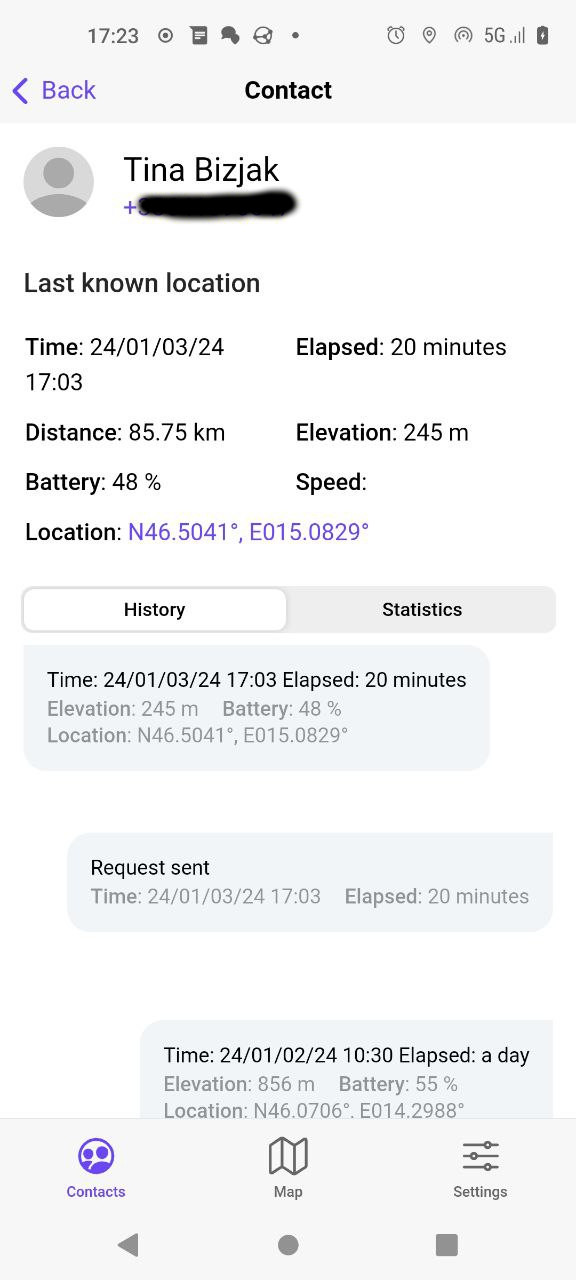 17:23 5G
Back Contact
Tina Bizjak
Last known location
Time: 24/01/03/24 Elapsed: 20 minutes
17:03
Distance: 85.75 km Elevation: 245 m
Battery: 48 % Speed:
Location: N46.5041°, E015.0829°
History Statistics
Time: 24/01/03/24 17:03 Elapsed: 20 minutes
Elevation: 245 m Battery: 48 %
Location: N46.5041°, E015.0829°
Request sent
Time: 24/01/03/24 17:03 Elapsed: 20 minutes
Time: 24/01/02/24 10:30 Elapsed: a day
Elevation: 856 m Battery: 55 %
Location: N46.0706°, E014.2988°
Contacts Map Settings